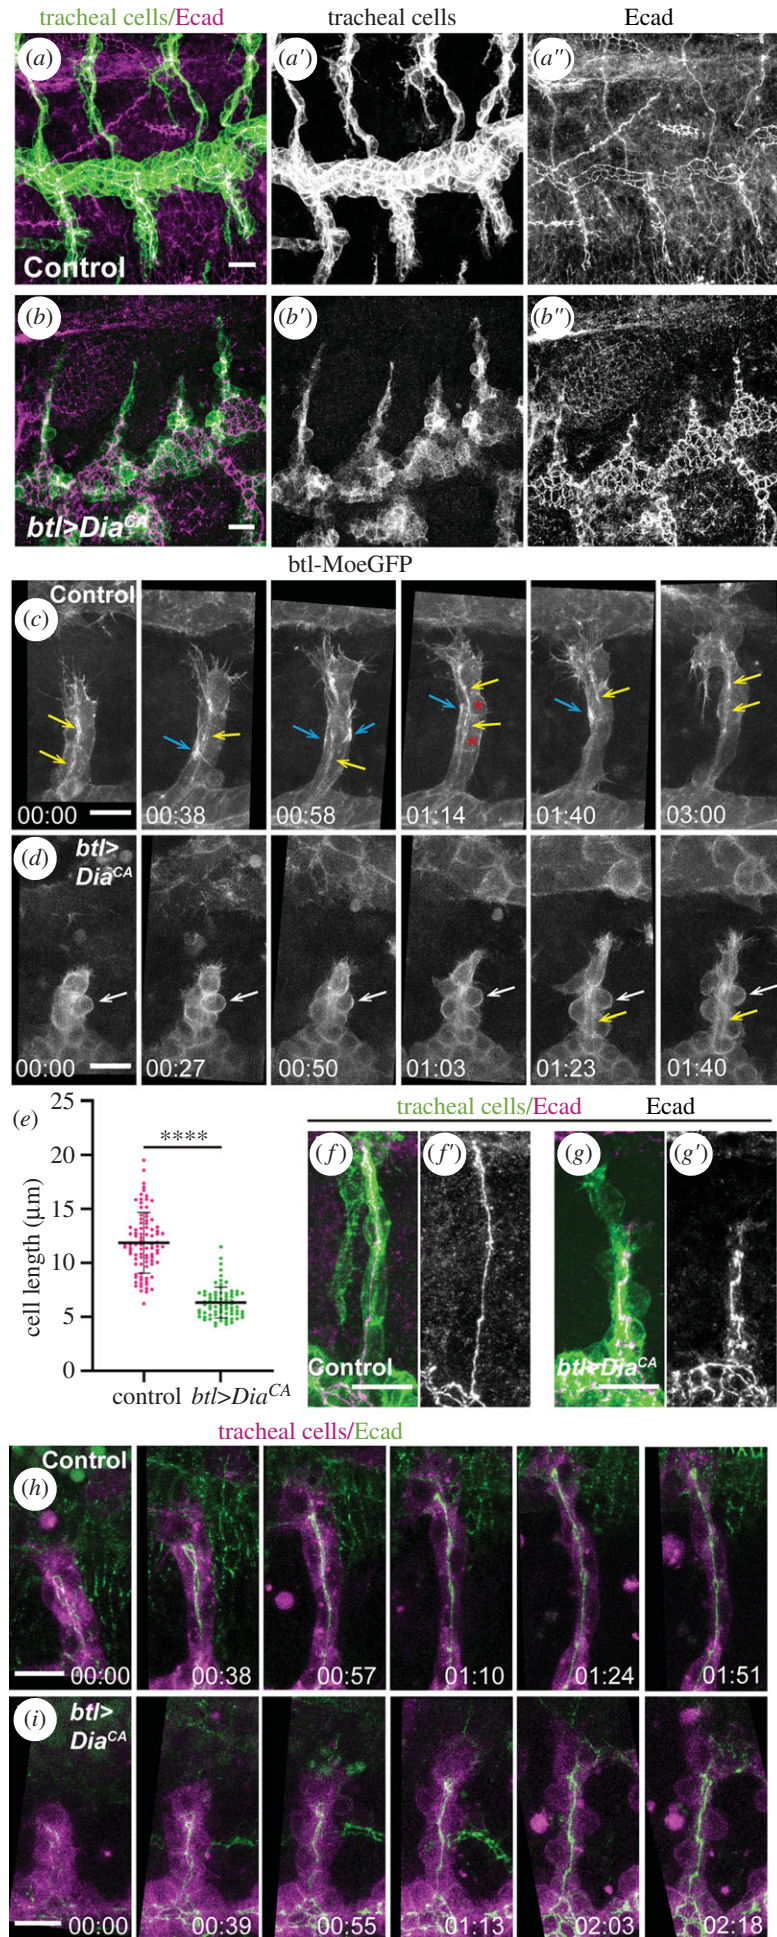 tracheal cells/Ecad tracheal cells Ecad
(a) (a′) (a″)
Control
(b) (b′) (b″)
btl>Dia^CA
btl-MoeGFP
(c) Control
00:00 00:38 00:58 01:14 01:40 03:00
* *
(d) btl>
Dia^CA
00:00 00:27 00:50 01:03 01:23 01:40
(e) tracheal cells/Ecad Ecad
25
20
15
10
5
0
****
cell length (µm)
control btl>Dia^CA
(f) (f′) (g) (g′)
Control btl>Dia^CA
tracheal cells/Ecad
Control
(h)
00:00 00:38 00:57 01:10 01:24 01:51
(i) btl>
Dia^CA
00:00 00:39 00:55 01:13 02:03 02:18